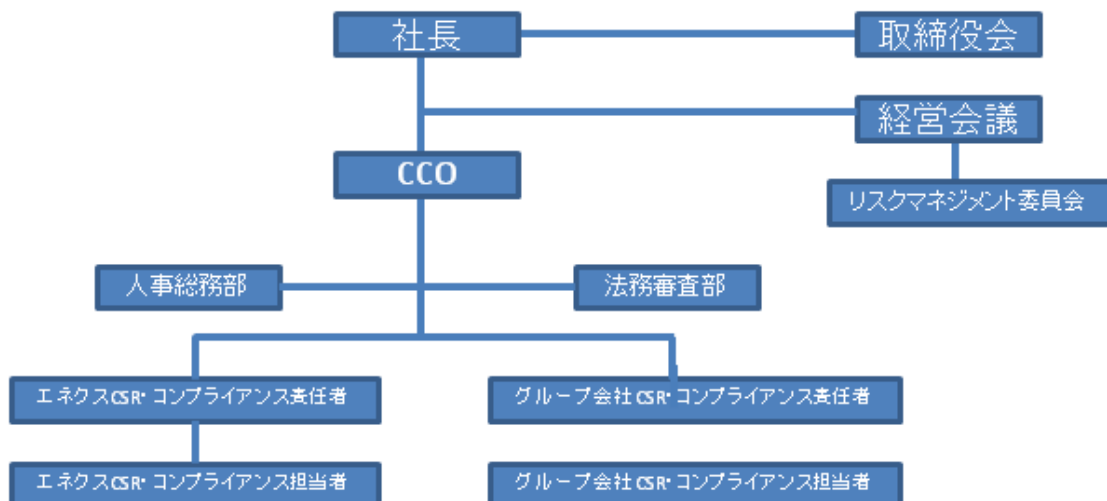 社長
取締役会
経営会議
CCO
リスクマネジメント委員会
人事総務部
法務審査部
エネクスCSR・コンプライアンス責任者
グループ会社CSR・コンプライアンス責任者
エネクスCSR・コンプライアンス担当者
グループ会社CSR・コンプライアンス担当者